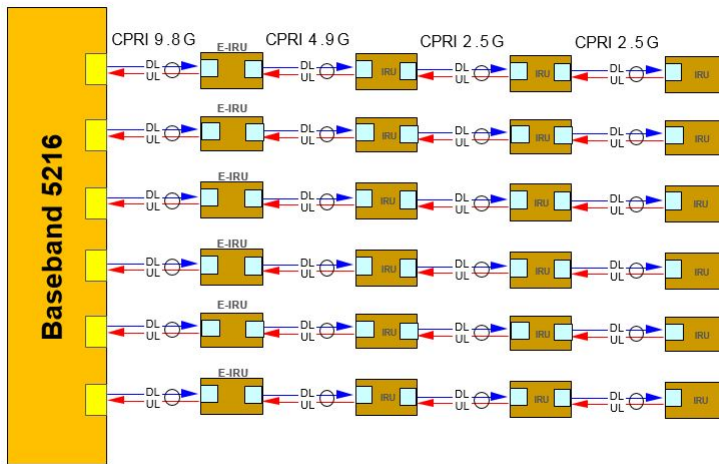 CPRI 9.8 G
E-IRU
CPRI 4.9 G
CPRI 2.5 G
CPRI 2.5 G
DL
UL
DL
UL
IRU
DL
UL
IRU
DL
UL
IRU
E-IRU
DL
UL
DL
UL
IRU
DL
UL
IRU
DL
UL
IRU
E-IRU
DL
UL
DL
UL
IRU
DL
UL
IRU
DL
UL
IRU
Baseband 5216
E-IRU
DL
UL
DL
UL
IRU
DL
UL
IRU
DL
UL
IRU
E-IRU
DL
UL
DL
UL
IRU
DL
UL
IRU
DL
UL
IRU
E-IRU
DL
UL
DL
UL
IRU
DL
UL
IRU
DL
UL
IRU